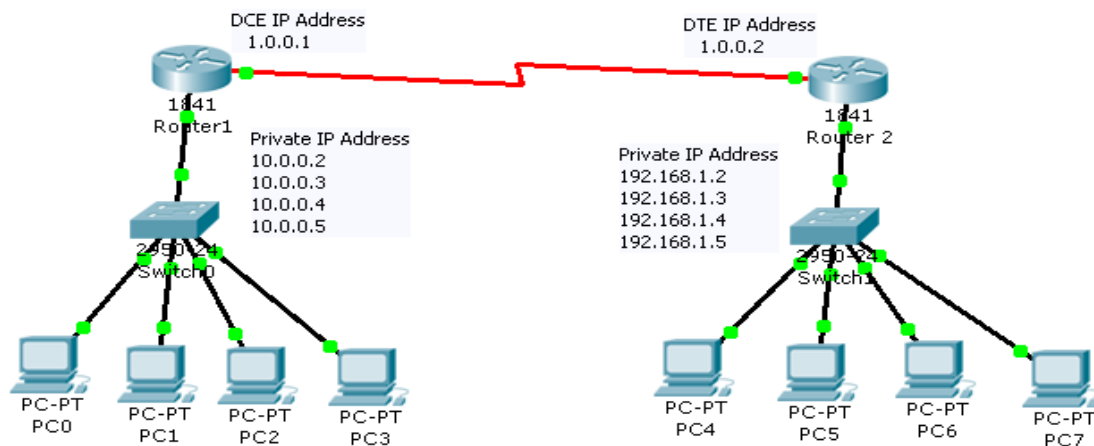 DCE IP Address
1.0.0.1
DTE IP Address
1.0.0.2
1841
Router1
1841
Router 2
Private IP Address
10.0.0.2
10.0.0.3
10.0.0.4
10.0.0.5
Private IP Address
192.168.1.2
192.168.1.3
192.168.1.4
192.168.1.5
2950-24
Switch0
2950-24
Switch1
PC-PT
PC0
PC-PT
PC1
PC-PT
PC2
PC-PT
PC3
PC-PT
PC4
PC-PT
PC5
PC-PT
PC6
PC-PT
PC7